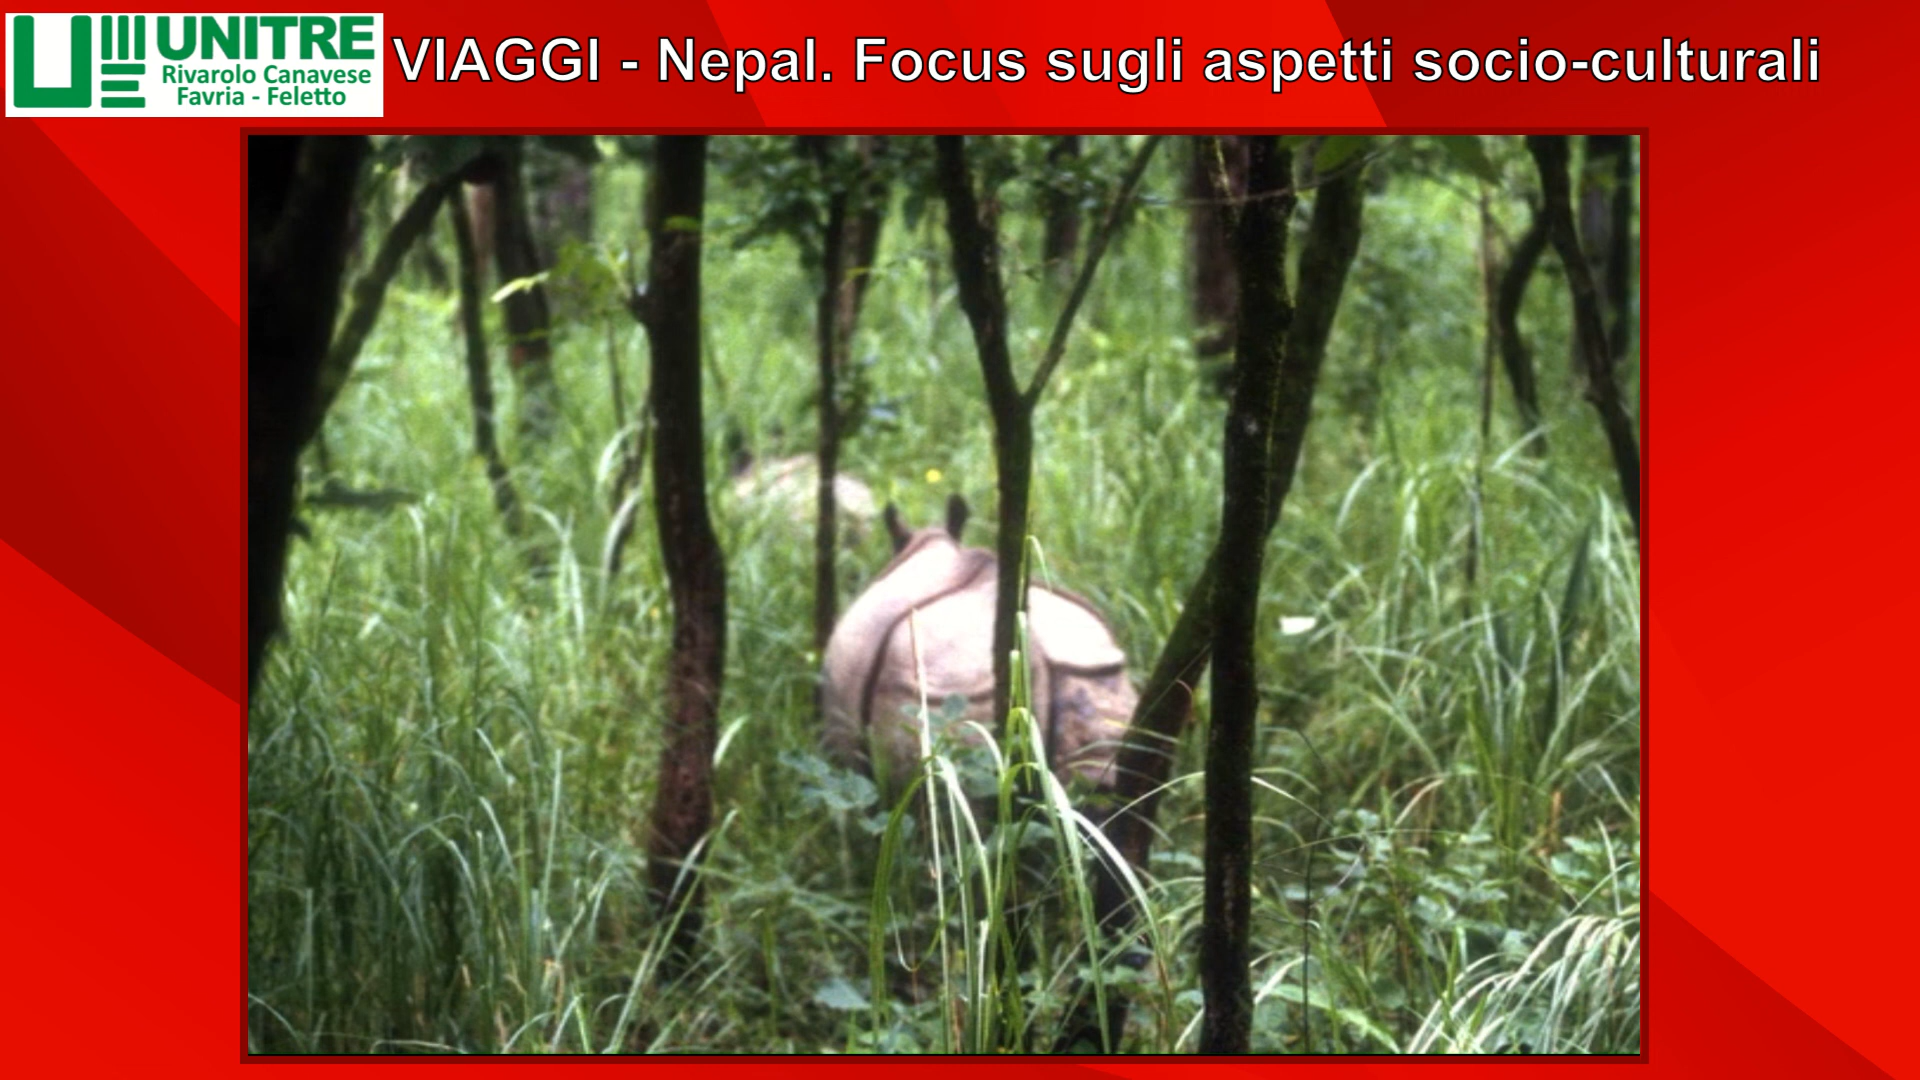 UNITRE
Rivarolo Canavese
Favria - Feletto
VIAGGI - Nepal. Focus sugli aspetti socio-culturali